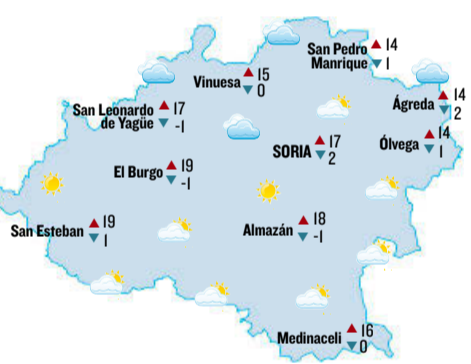 San Pedro
Manrique
14
1
Vinuesa
15
0
Ágreda
14
2
San Leonardo
de Yagüe
17
-1
SORIA
17
2
Ólvega
14
1
El Burgo
19
-1
San Esteban
19
1
Almazán
18
-1
Medinaceli
16
0